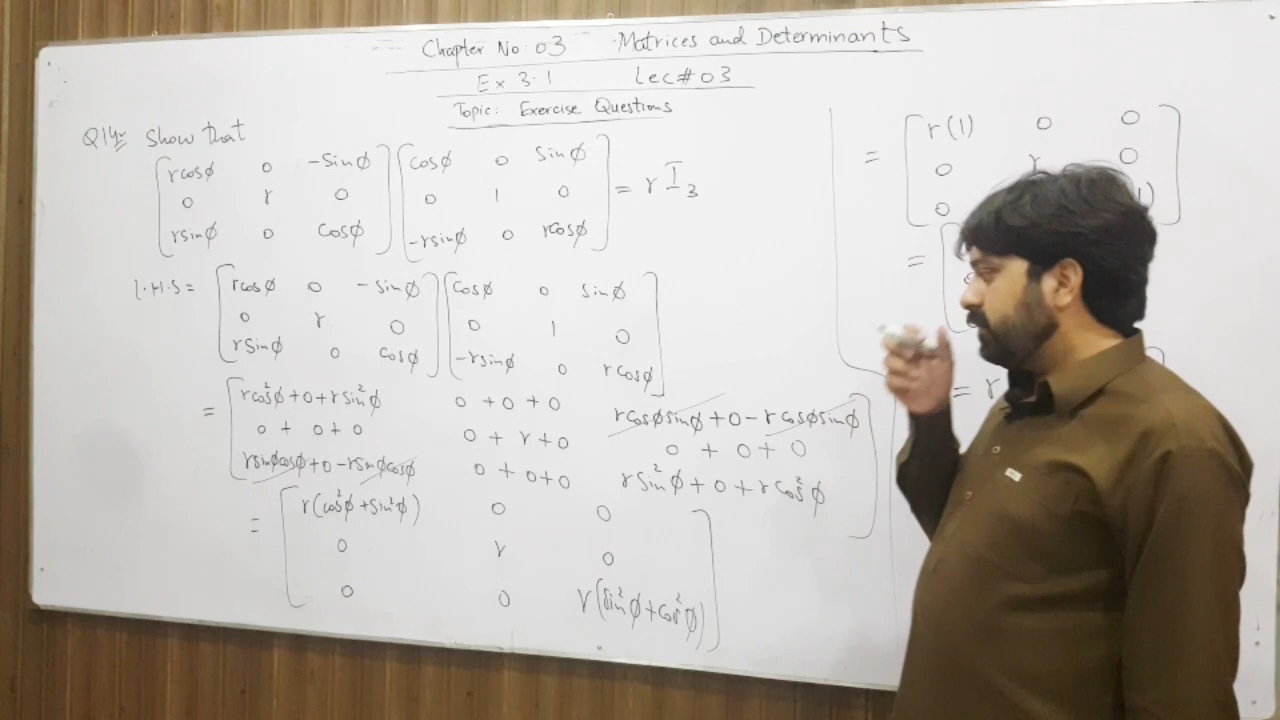 Chapter No: 03 Matrices and Determinants
Ex 3.1 Lec# 03
Topic: Exercise Questions
Q14:- Show that
[rcosϕ 0 -Sinϕ] [cosϕ 0 Sinϕ]
[0 r 0] [0 1 0] = r I₃
[rsinϕ 0 cosϕ] [-rsinϕ 0 rcosϕ]
L.H.S = [rcosϕ 0 -Sinϕ] [cosϕ 0 Sinϕ]
[0 r 0] [0 1 0]
[rSinϕ 0 cosϕ] [-rsinϕ 0 rcosϕ]
= [rcos²ϕ+0+rsin²ϕ 0+0+0 rcosϕsinϕ+0-rcosϕsinϕ]
[0+0+0 0+r+0 0+0+0]
[rsinϕcosϕ+0-rsinϕcosϕ 0+0+0 rsin²ϕ+0+rcos²ϕ]
= [r(cos²ϕ+sin²ϕ) 0 0]
[0 r 0]
[0 0 r(sin²ϕ+cos²ϕ)]
= [r(1) 0 0]
[0 r 0]
[0
=
= r